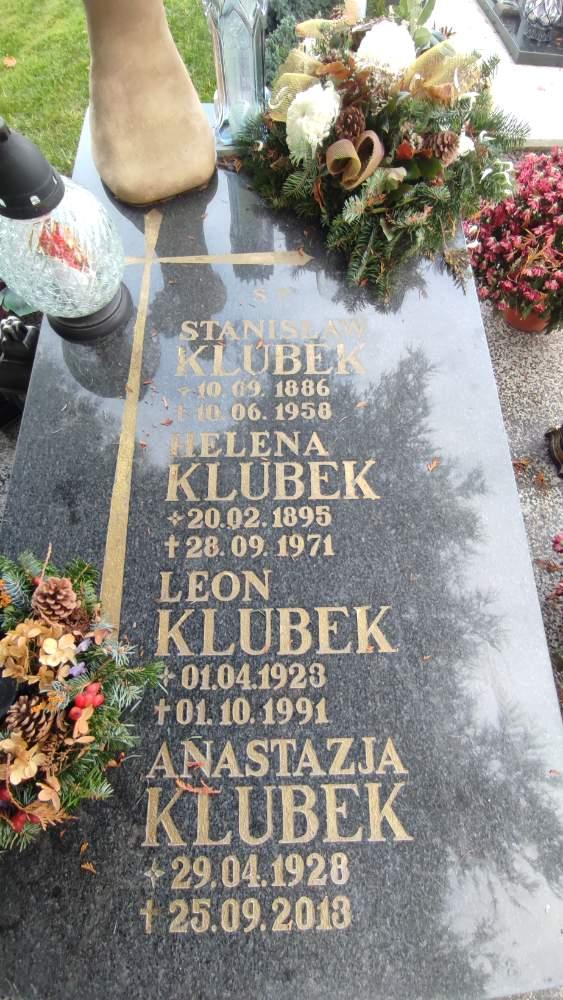 Ś P
STANISŁAW
KLUBEK
* 10.09.1886
† 10.06.1958
HELENA
KLUBEK
* 20.02.1895
† 28.09.1971
LEON
KLUBEK
* 01.04.1923
† 01.10.1991
ANASTAZJA
KLUBEK
* 29.04.1928
† 25.09.2013